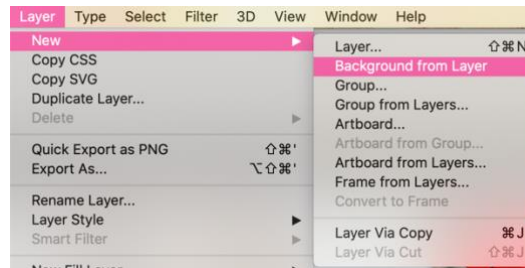 Layer Type Select Filter 3D View Window Help
New
Copy CSS
Copy SVG
Duplicate Layer...
Delete
Quick Export as PNG ⇧⌘'
Export As... ⌥⇧⌘'
Rename Layer...
Layer Style
Smart Filter
Layer... ⇧⌘N
Background from Layer
Group...
Group from Layers...
Artboard...
Artboard from Group...
Artboard from Layers...
Frame from Layers...
Convert to Frame
Layer Via Copy ⌘J
Layer Via Cut ⇧⌘J